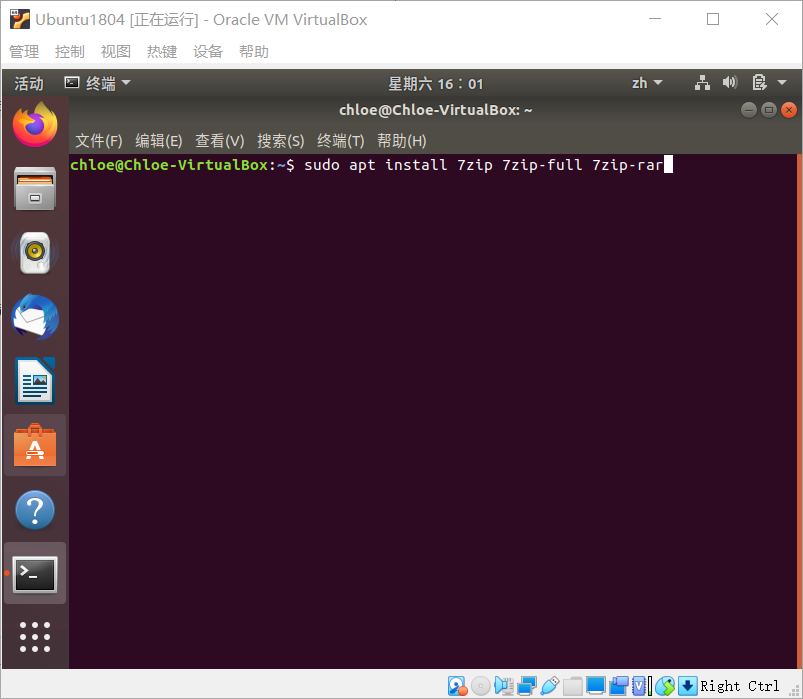 Ubuntu1804 [正在运行] - Oracle VM VirtualBox
管理 控制 视图 热键 设备 帮助
活动 终端 星期六 16：01 zh
chloe@Chloe-VirtualBox: ~
文件(F) 编辑(E) 查看(V) 搜索(S) 终端(T) 帮助(H)
chloe@Chloe-VirtualBox:~$ sudo apt install 7zip 7zip-full 7zip-rar
Right Ctrl